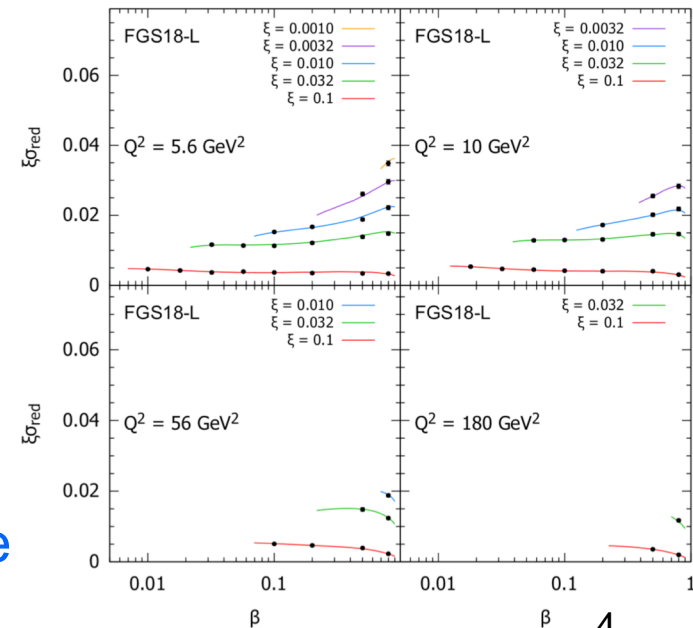 FGS18-L
ξ = 0.0010
ξ = 0.0032
ξ = 0.010
ξ = 0.032
ξ = 0.1
Q² = 5.6 GeV²
FGS18-L
ξ = 0.0032
ξ = 0.010
ξ = 0.032
ξ = 0.1
Q² = 10 GeV²
0.06
0.04
0.02
0
ξσred
FGS18-L
ξ = 0.010
ξ = 0.032
ξ = 0.1
Q² = 56 GeV²
FGS18-L
ξ = 0.032
ξ = 0.1
Q² = 180 GeV²
0.06
0.04
0.02
0
ξσred
e
0.01 0.1 0.01 0.1 1
β β
4